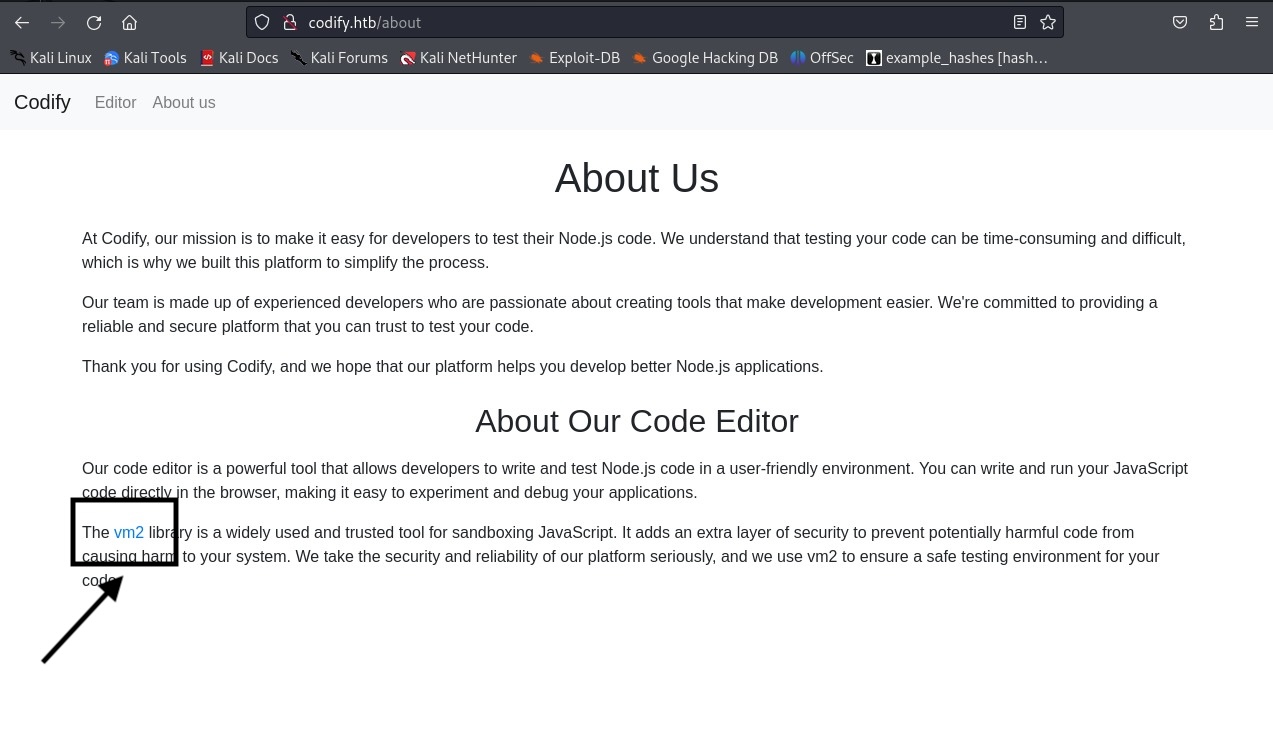 codify.htb/about
Kali Linux Kali Tools Kali Docs Kali Forums Kali NetHunter Exploit-DB Google Hacking DB OffSec example_hashes [hash…
Codify Editor About us
About Us
At Codify, our mission is to make it easy for developers to test their Node.js code. We understand that testing your code can be time-consuming and difficult,
which is why we built this platform to simplify the process.
Our team is made up of experienced developers who are passionate about creating tools that make development easier. We're committed to providing a
reliable and secure platform that you can trust to test your code.
Thank you for using Codify, and we hope that our platform helps you develop better Node.js applications.
About Our Code Editor
Our code editor is a powerful tool that allows developers to write and test Node.js code in a user-friendly environment. You can write and run your JavaScript
code directly in the browser, making it easy to experiment and debug your applications.
The vm2 library is a widely used and trusted tool for sandboxing JavaScript. It adds an extra layer of security to prevent potentially harmful code from
causing harm to your system. We take the security and reliability of our platform seriously, and we use vm2 to ensure a safe testing environment for your
code.